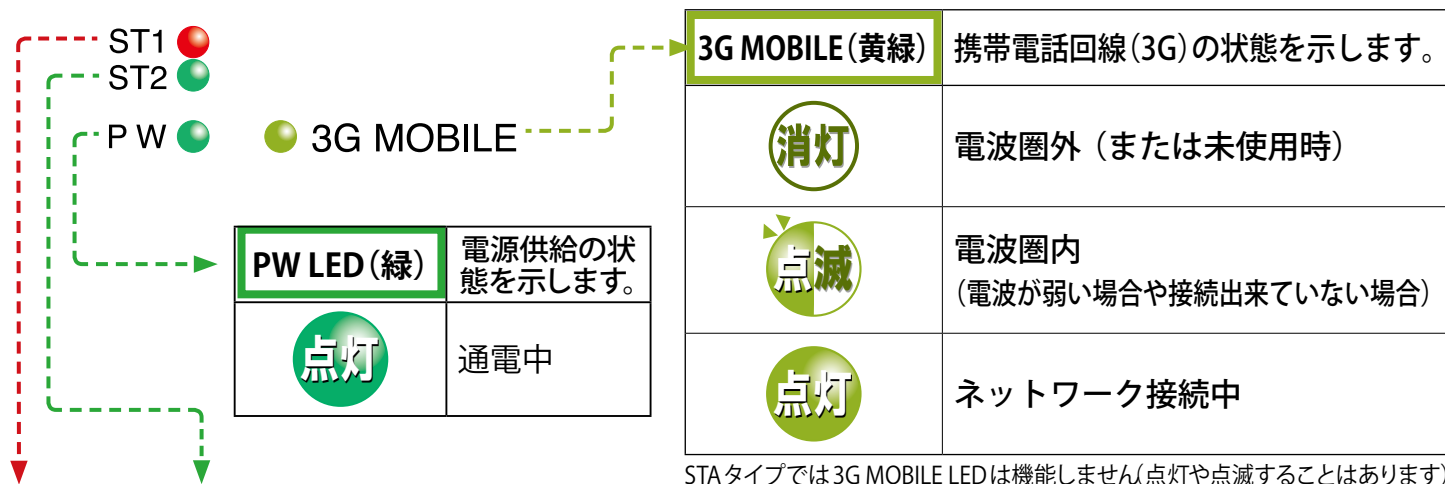 ST1
ST2
PW
3G MOBILE
PW LED(緑)
電源供給の状
態を示します。
点灯
通電中
3G MOBILE(黄緑)
携帯電話回線(3G)の状態を示します。
消灯
電波圏外(または未使用時)
点滅
電波圏内
(電波が弱い場合や接続出来ていない場合)
点灯
ネットワーク接続中
STAタイプでは3G MOBILE LEDは機能しません(点灯や点滅することはあります)